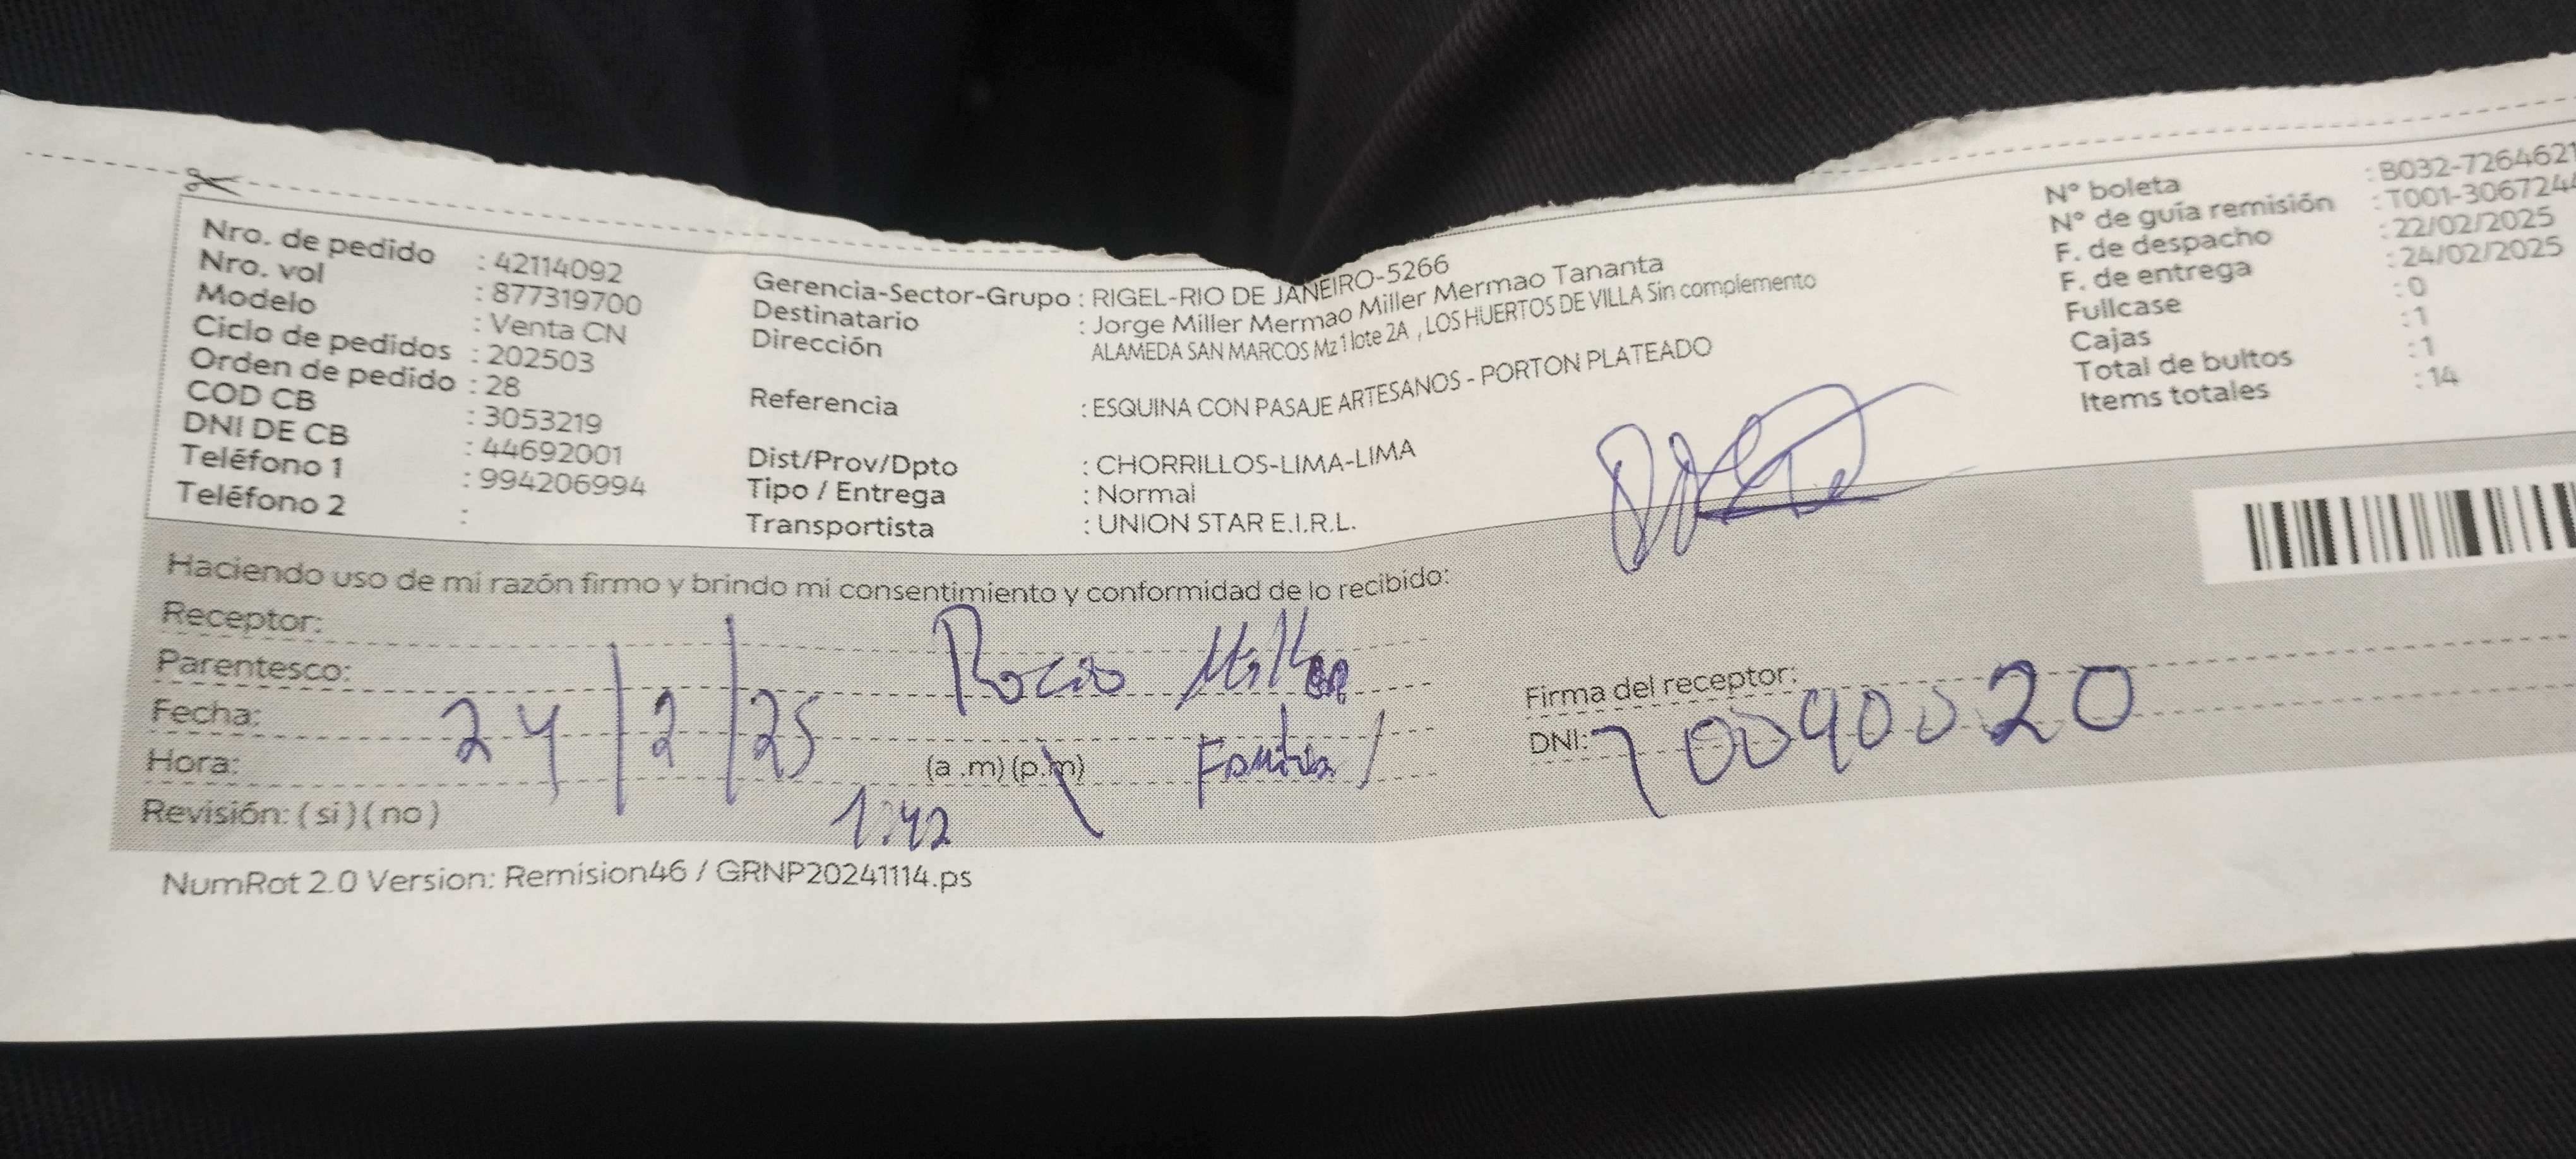 Nro. de pedido : 42114092
Nro. vol : 877319700
Modelo : Venta CN
Ciclo de pedidos : 202503
Orden de pedido : 28
COD CB : 3053219
DNI DE CB : 44692001
Teléfono 1 : 994206994
Teléfono 2 :
Gerencia-Sector-Grupo : RIGEL-RIO DE JANEIRO-5266
Destinatario : Jorge Miller Mermao Miller Mermao Tananta
Dirección : ALAMEDA SAN MARCOS Mz 1 lote 2A , LOS HUERTOS DE VILLA Sin complemento
Referencia : ESQUINA CON PASAJE ARTESANOS - PORTON PLATEADO
Dist/Prov/Dpto : CHORRILLOS-LIMA-LIMA
Tipo / Entrega : Normal
Transportista : UNION STAR E.I.R.L.
N° boleta : B032-7264621
N° de guía remisión : T001-3067244
F. de despacho : 22/02/2025
F. de entrega : 24/02/2025
Fullcase : 0
Cajas : 1
Total de bultos : 1
Items totales : 14
Haciendo uso de mi razón firmo y brindo mi consentimiento y conformidad de lo recibido:
Receptor: Rocio
Parentesco:
Fecha: 24/2/25
Hora: 1:42 (a .m) (p.m)
Revisión: ( si ) ( no )
Firma del receptor:
DNI: 70090020
NumRot 2.0 Version: Remision46 / GRNP20241114.ps